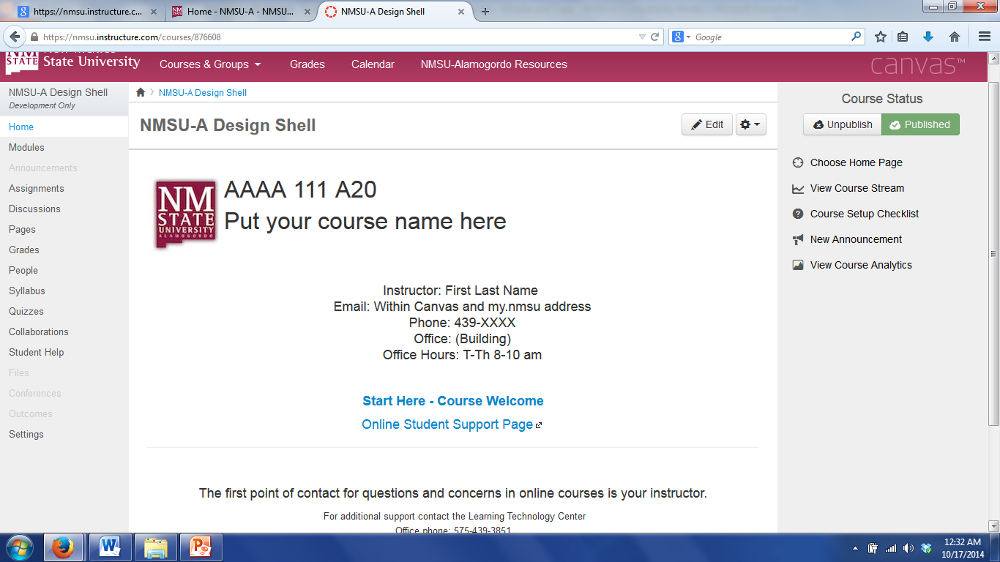 https://nmsu.instructure.c...
Home - NMSU-A - NMSU...
NMSU-A Design Shell
https://nmsu.instructure.com/courses/876608
Google
NM
STATE
State University
Courses & Groups
Grades
Calendar
NMSU-Alamogordo Resources
canvas™
NMSU-A Design Shell
Development Only
Home
Modules
Announcements
Assignments
Discussions
Pages
Grades
People
Syllabus
Quizzes
Collaborations
Student Help
Files
Conferences
Outcomes
Settings
NMSU-A Design Shell
NMSU-A Design Shell
Edit
NM
STATE
UNIVERSITY
ALAMOGORDO
AAAA 111 A20
Put your course name here
Instructor: First Last Name
Email: Within Canvas and my.nmsu address
Phone: 439-XXXX
Office: (Building)
Office Hours: T-Th 8-10 am
Start Here - Course Welcome
Online Student Support Page
The first point of contact for questions and concerns in online courses is your instructor.
For additional support contact the Learning Technology Center
Office phone: 575-439-3851
Course Status
Unpublish
Published
Choose Home Page
View Course Stream
Course Setup Checklist
New Announcement
View Course Analytics
12:32 AM
10/17/2014